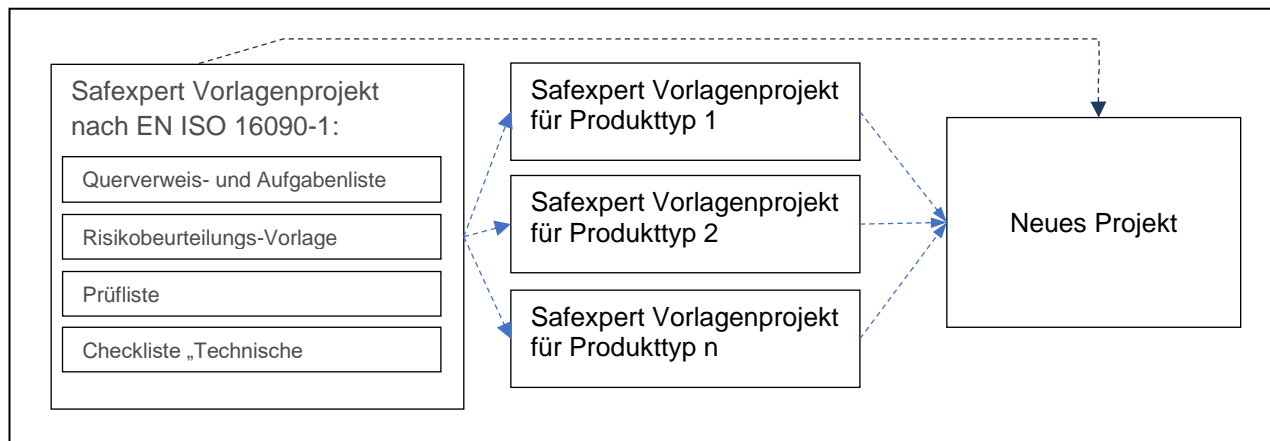 Safexpert Vorlagenprojekt
nach EN ISO 16090-1:
Querverweis- und Aufgabenliste
Risikobeurteilungs-Vorlage
Prüfliste
Checkliste „Technische
Safexpert Vorlagenprojekt
für Produkttyp 1
Safexpert Vorlagenprojekt
für Produkttyp 2
Safexpert Vorlagenprojekt
für Produkttyp n
Neues Projekt